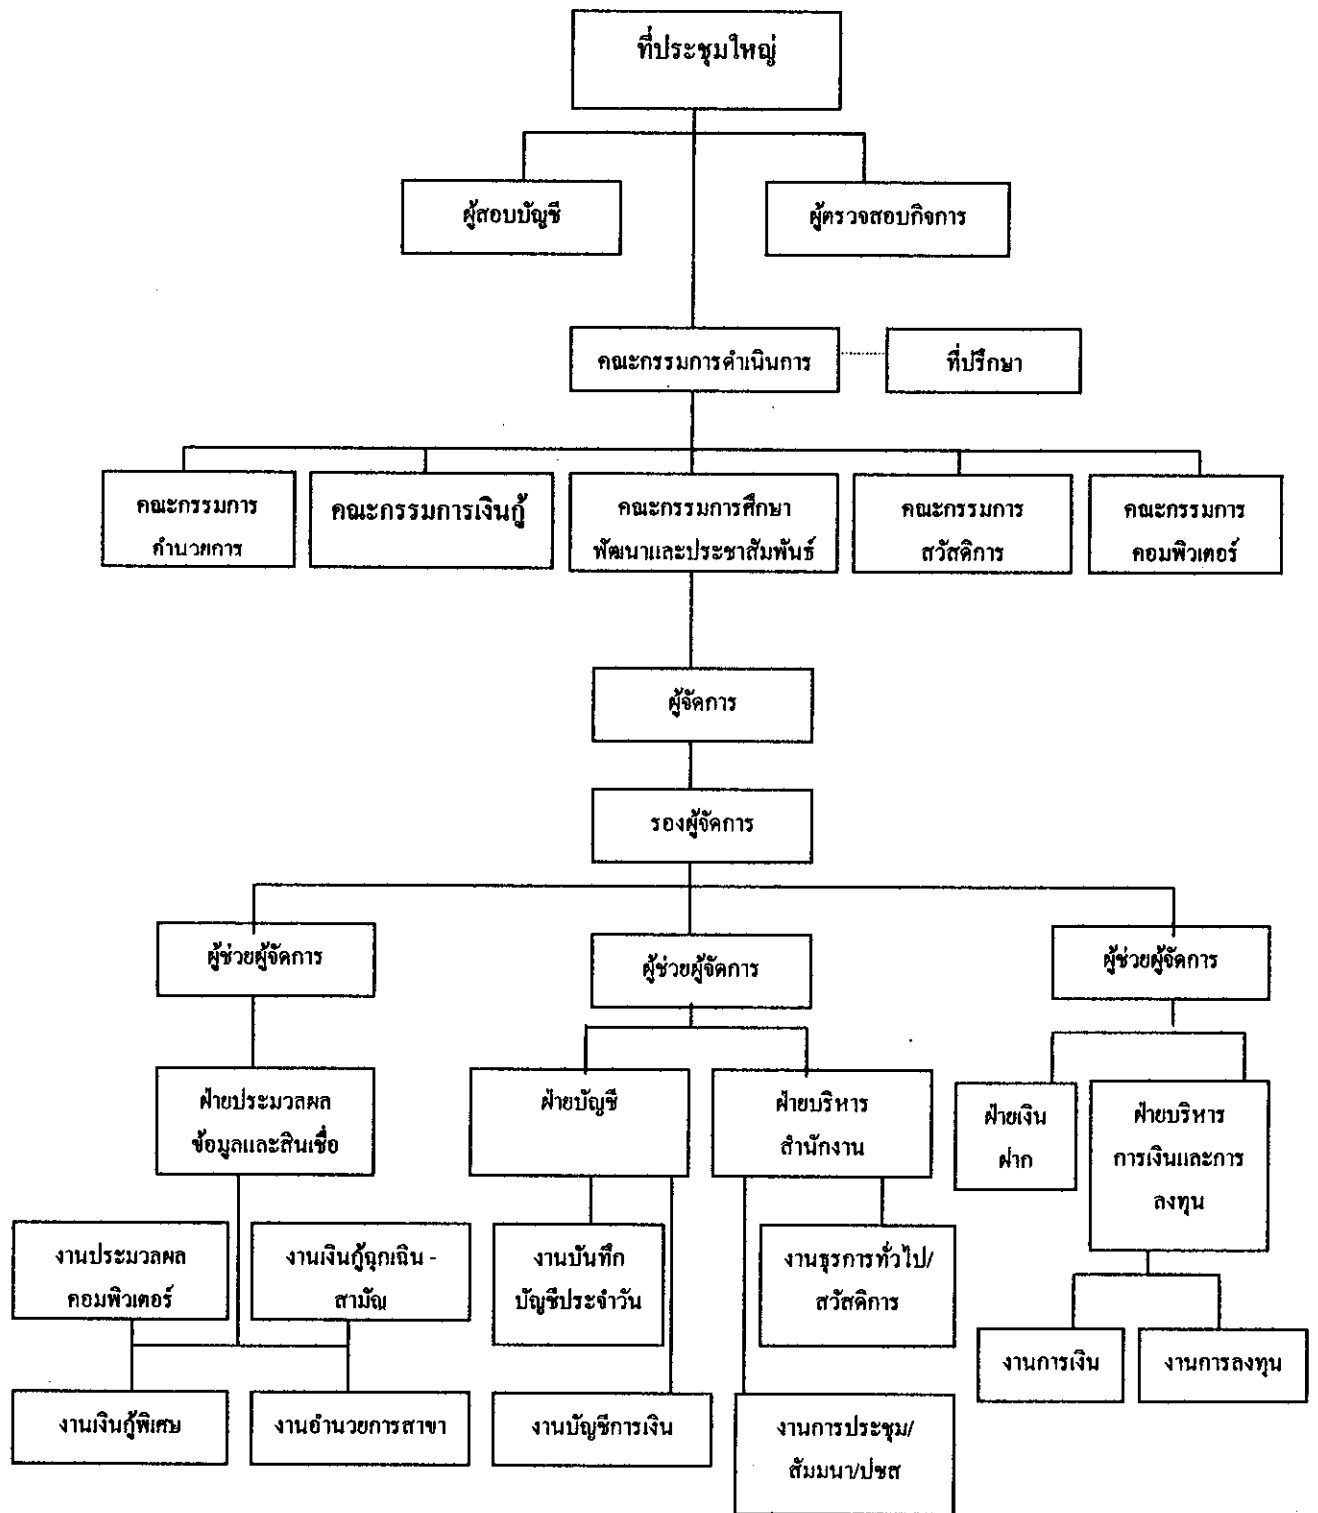 ที่ประชุมใหญ่
ผู้สอบบัญชี
ผู้ตรวจสอบกิจการ
คณะกรรมการดำเนินการ
ที่ปรึกษา
คณะกรรมการ
อำนวยการ
คณะกรรมการเงินกู้
คณะกรรมการศึกษา
พัฒนาและประชาสัมพันธ์
คณะกรรมการ
สวัสดิการ
คณะกรรมการ
คอมพิวเตอร์
ผู้จัดการ
รองผู้จัดการ
ผู้ช่วยผู้จัดการ
ผู้ช่วยผู้จัดการ
ผู้ช่วยผู้จัดการ
ฝ่ายประมวลผล
ข้อมูลและสินเชื่อ
ฝ่ายบัญชี
ฝ่ายบริหาร
สำนักงาน
ฝ่ายเงิน
ฝาก
ฝ่ายบริหาร
การเงินและการ
ลงทุน
งานประมวลผล
คอมพิวเตอร์
งานเงินกู้ฉุกเฉิน -
สามัญ
งานบันทึก
บัญชีประจำวัน
งานธุรการทั่วไป/
สวัสดิการ
งานการเงิน
งานการลงทุน
งานเงินกู้พิเศษ
งานอำนวยการสาขา
งานบัญชีการเงิน
งานการประชุม/
สัมมนา/ปชส